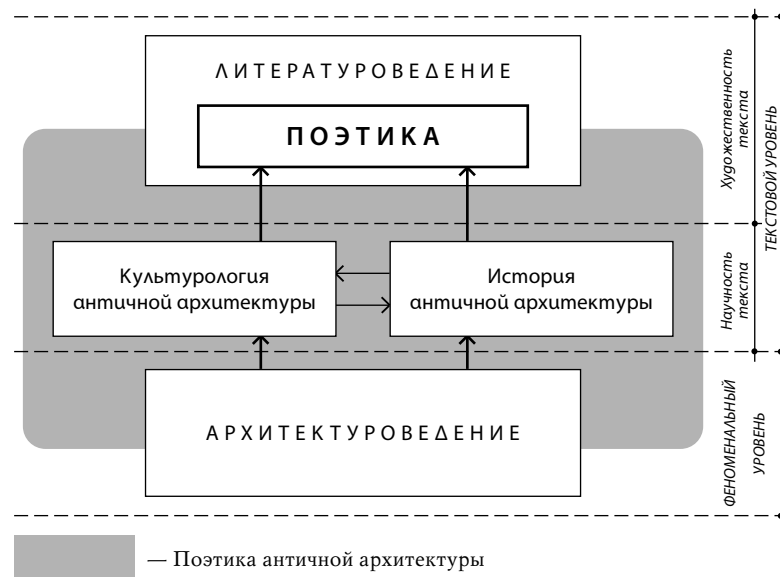 ЛИТЕРАТУРОВЕДЕНИЕ
ПОЭТИКА
Художественность
текста
ТЕКСТОВОЙ УРОВЕНЬ
Культурология
античной архитектуры
История
античной архитектуры
Научность
текста
АРХИТЕКТУРОВЕДЕНИЕ
ФЕНОМЕНАЛЬНЫЙ
УРОВЕНЬ
— Поэтика античной архитектуры